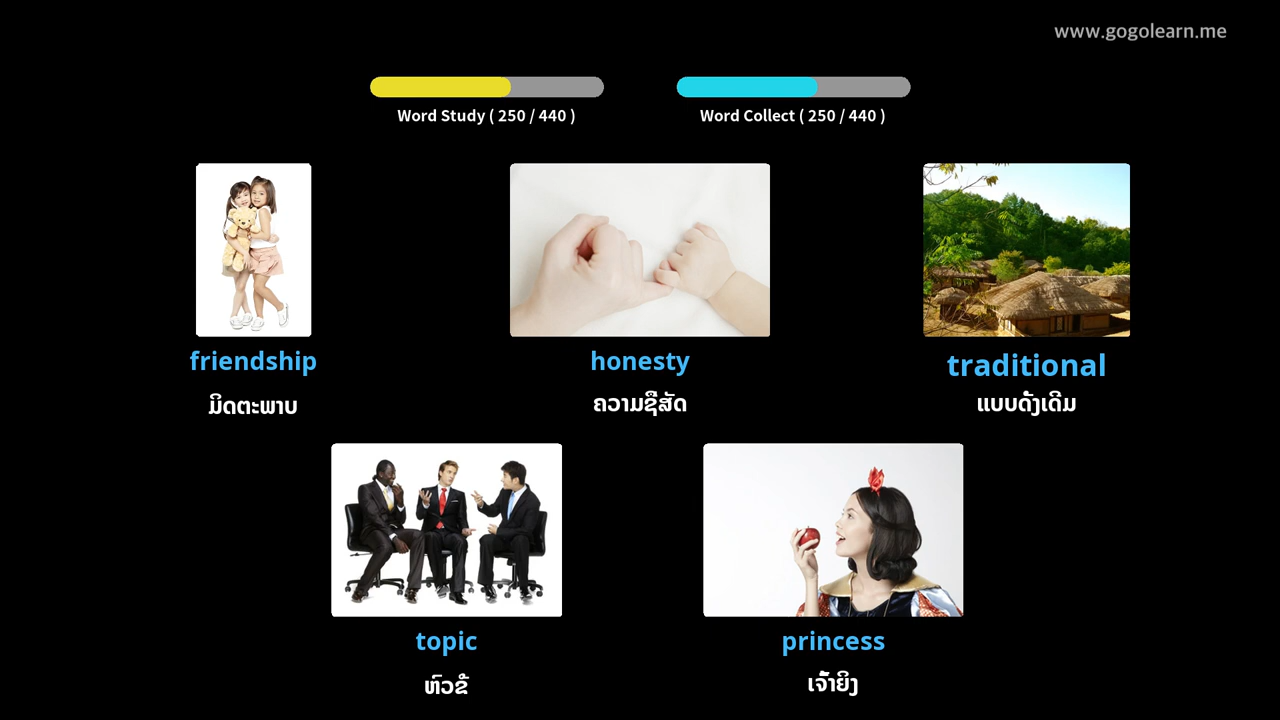 www.gogolearn.me
Word Study ( 250 / 440 )
Word Collect ( 250 / 440 )
friendship
ມິດຕະພາບ
honesty
ຄວາມຊື່ສັດ
traditional
ແບບດັ້ງເດີມ
topic
ຫົວຂໍ້
princess
ເຈົ້າຍິງ